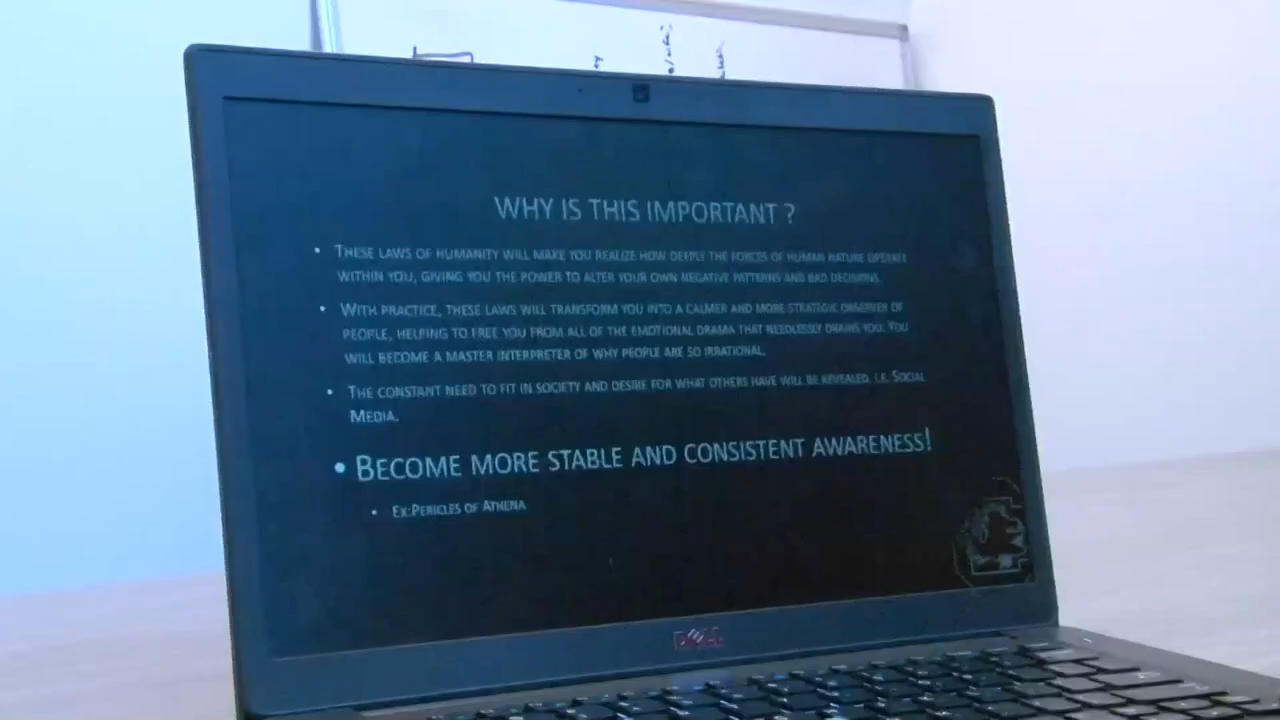 WHY IS THIS IMPORTANT ?
• THESE LAWS OF HUMANITY WILL MAKE YOU REALIZE HOW DEEPLY THE FORCES OF HUMAN NATURE OPERATE
WITHIN YOU, GIVING YOU THE POWER TO ALTER YOUR OWN NEGATIVE PATTERNS AND BAD DECISIONS.
• WITH PRACTICE, THESE LAWS WILL TRANSFORM YOU INTO A CALMER AND MORE STRATEGIC OBSERVER OF
PEOPLE, HELPING TO FREE YOU FROM ALL OF THE EMOTIONAL DRAMA THAT NEEDLESSLY DRAINS YOU. YOU
WILL BECOME A MASTER INTERPRETER OF WHY PEOPLE ARE SO IRRATIONAL.
• THE CONSTANT NEED TO FIT IN SOCIETY AND DESIRE FOR WHAT OTHERS HAVE WILL BE REVEALED. I.E. SOCIAL
MEDIA.
• BECOME MORE STABLE AND CONSISTENT AWARENESS!
• EX:PERICLES OF ATHENA
DELL